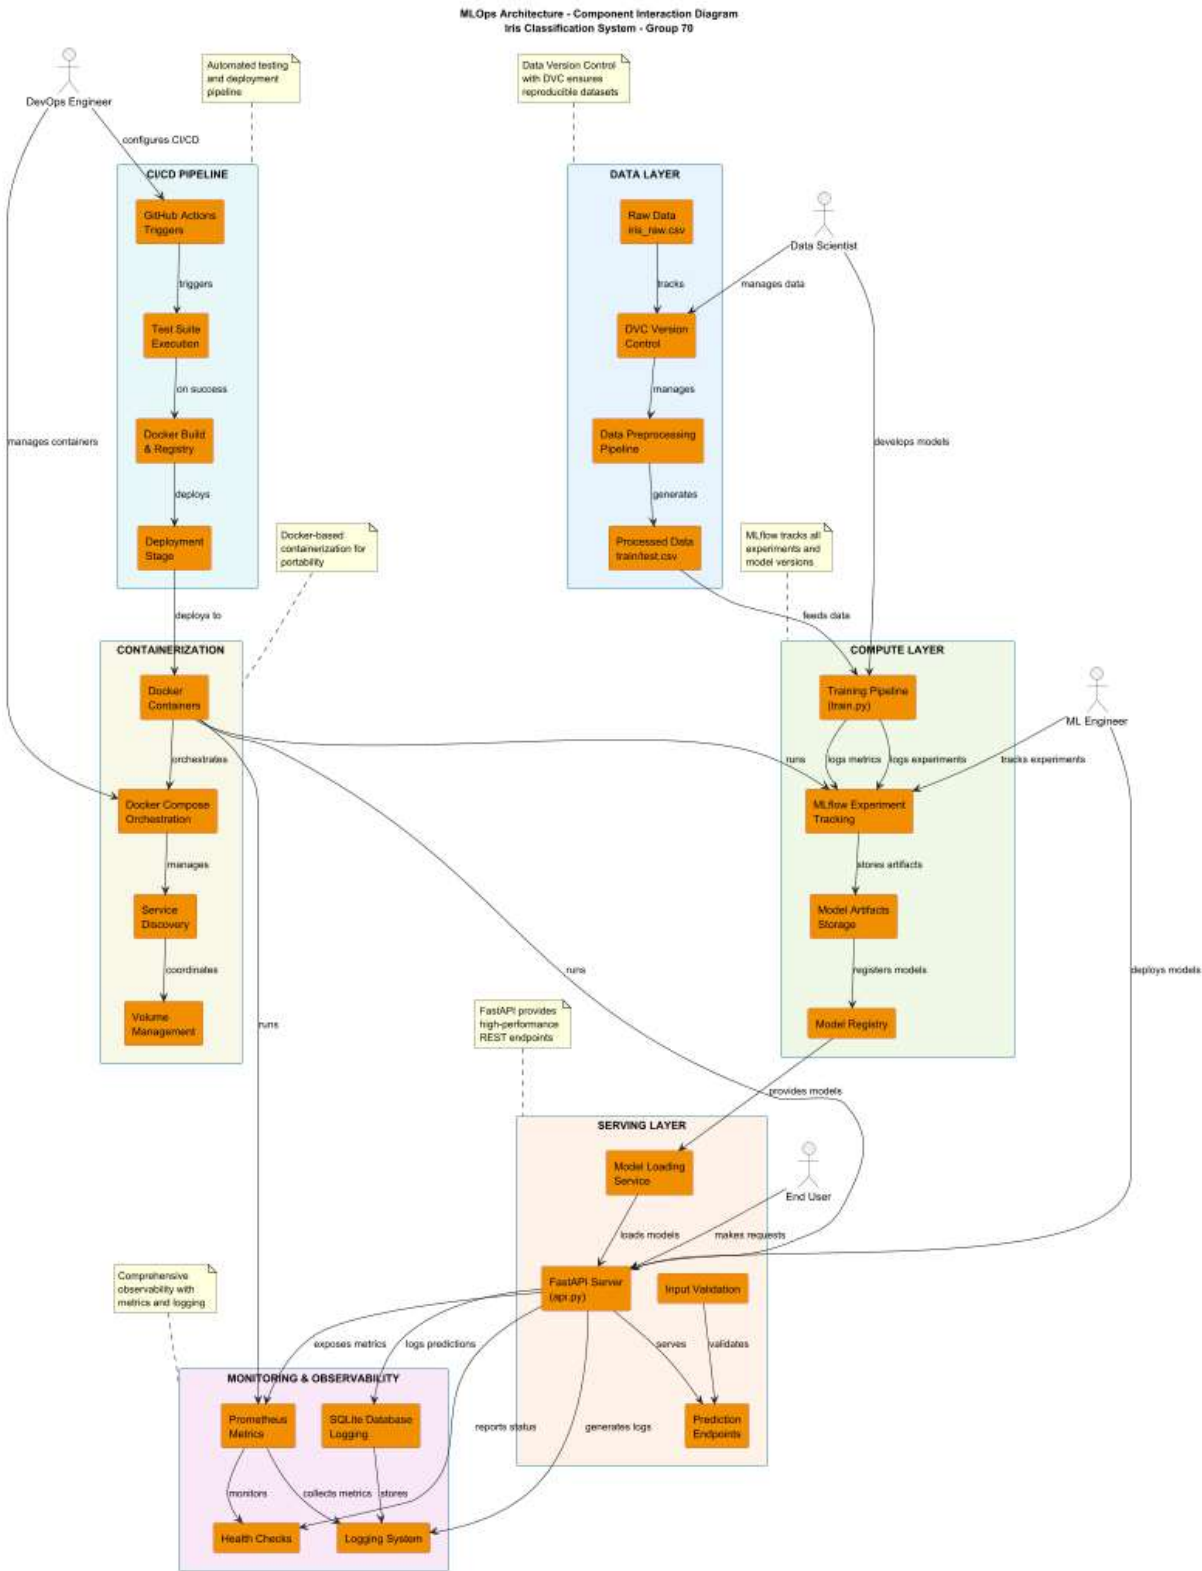 MLOps Architecture - Component Interaction Diagram
Iris Classification System - Group 70
DevOps Engineer
Automated testing
and deployment
pipeline
Data Version Control
with DVC ensures
reproducible datasets
configures CI/CD
CI/CD PIPELINE
GitHub Actions
Triggers
triggers
Test Suite
Execution
on success
Docker Build
& Registry
deploys
Deployment
Stage
manages containers
DATA LAYER
Raw Data
iris_raw.csv
tracks
DVC Version
Control
manages
Data Preprocessing
Pipeline
generates
Processed Data
train/test.csv
Data Scientist
manages data
develops models
Docker-based
containerization for
portability
MLflow tracks all
experiments and
model versions
deploys to
feeds data
CONTAINERIZATION
Docker
Containers
orchestrates
Docker Compose
Orchestration
manages
Service
Discovery
coordinates
Volume
Management
runs
runs
runs
COMPUTE LAYER
Training Pipeline
(train.py)
logs metrics
logs experiments
MLflow Experiment
Tracking
stores artifacts
Model Artifacts
Storage
registers models
Model Registry
ML Engineer
tracks experiments
deploys models
FastAPI provides
high-performance
REST endpoints
provides models
SERVING LAYER
Model Loading
Service
End User
loads models
makes requests
FastAPI Server
(api.py)
Input Validation
serves
validates
Prediction
Endpoints
Comprehensive
observability with
metrics and logging
exposes metrics
logs predictions
reports status
generates logs
MONITORING & OBSERVABILITY
Prometheus
Metrics
SQLite Database
Logging
monitors
collects metrics
stores
Health Checks
Logging System